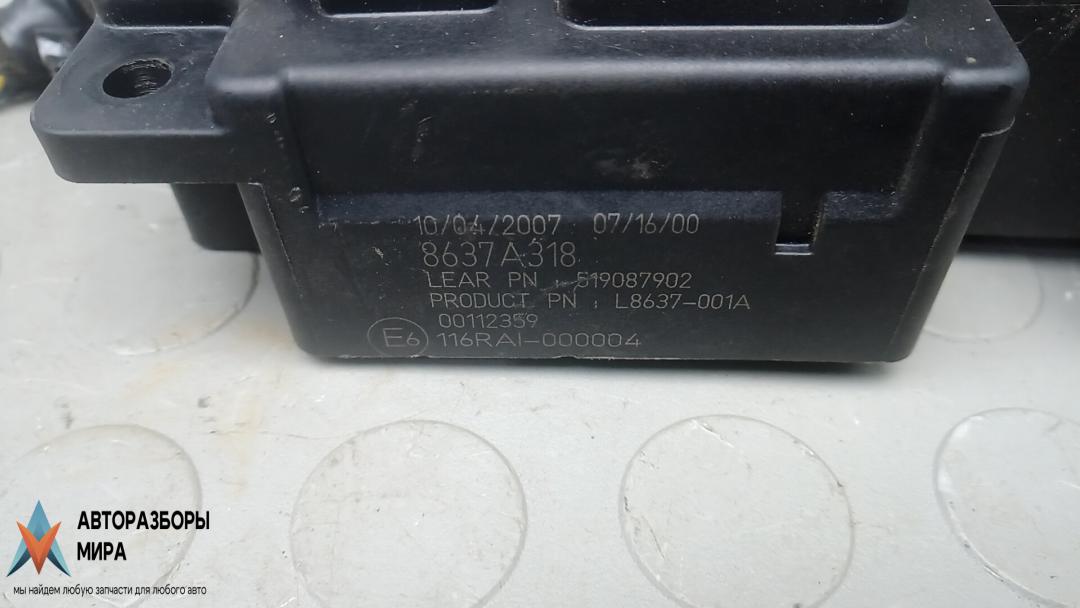 10/04/2007 07/16/00
8637A318
LEAR PN : 519087902
PRODUCT PN : L8637-001A
00112359
E6 116RAI-000004
АВТОРАЗБОРЫ
МИРА
мы найдем любую запчасти для любого авто